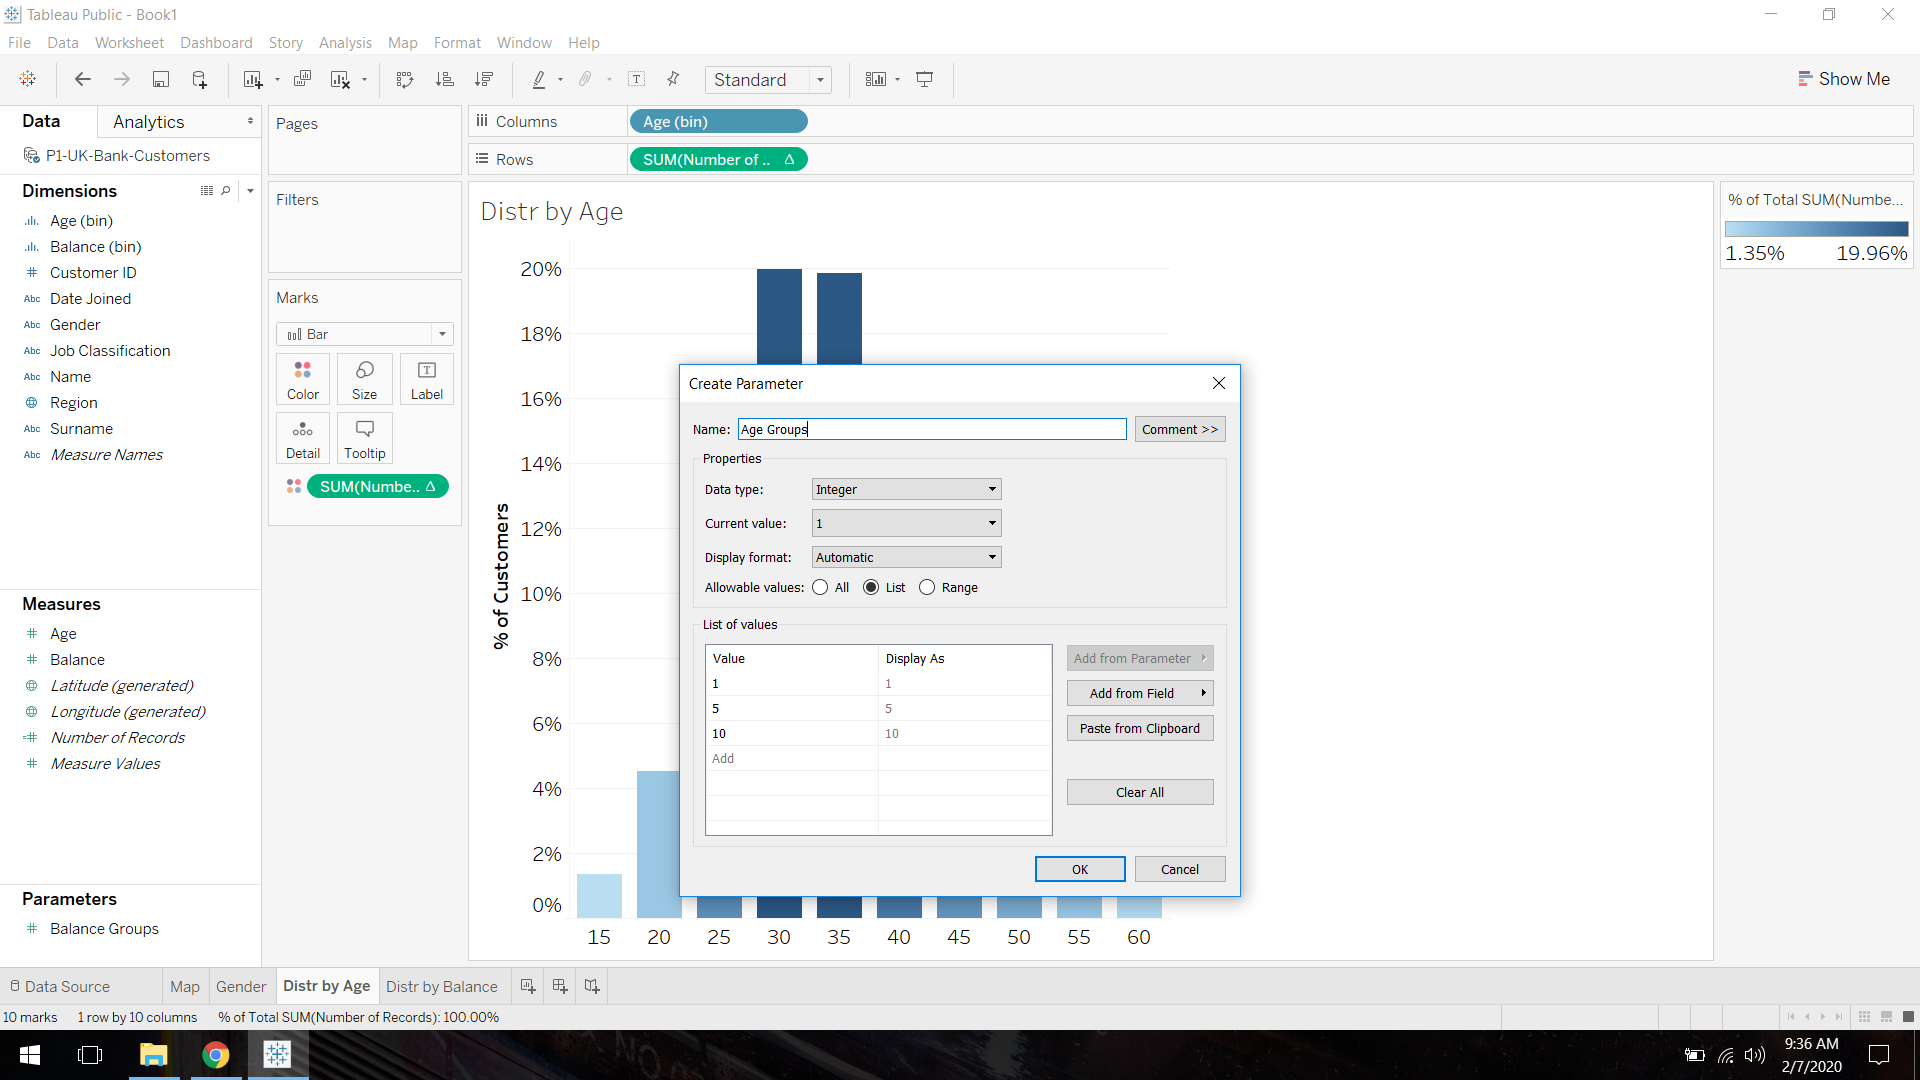 Tableau Public - Book1
File Data Worksheet Dashboard Story Analysis Map Format Window Help
Standard
Show Me
Data Analytics
P1-UK-Bank-Customers
Dimensions
Age (bin)
Balance (bin)
Customer ID
Abc Date Joined
Abc Gender
Abc Job Classification
Abc Name
Region
Abc Surname
Abc Measure Names
Measures
Age
Balance
Latitude (generated)
Longitude (generated)
Number of Records
Measure Values
Parameters
Balance Groups
Pages
Filters
Marks
Bar
Color Size Label
Detail Tooltip
SUM(Numbe.. Δ
Columns Age (bin)
Rows SUM(Number of .. Δ
Distr by Age
% of Customers
20%
18%
16%
14%
12%
10%
8%
6%
4%
2%
0%
15 20 25 30 35 40 45 50 55 60
% of Total SUM(Numbe...
1.35% 19.96%
Create Parameter
Name: Age Groups Comment >>
Properties
Data type: Integer
Current value: 1
Display format: Automatic
Allowable values: All List Range
List of values
Value Display As
1 1
5 5
10 10
Add
Add from Parameter
Add from Field
Paste from Clipboard
Clear All
OK Cancel
Data Source Map Gender Distr by Age Distr by Balance
10 marks 1 row by 10 columns % of Total SUM(Number of Records): 100.00%
9:36 AM
2/7/2020